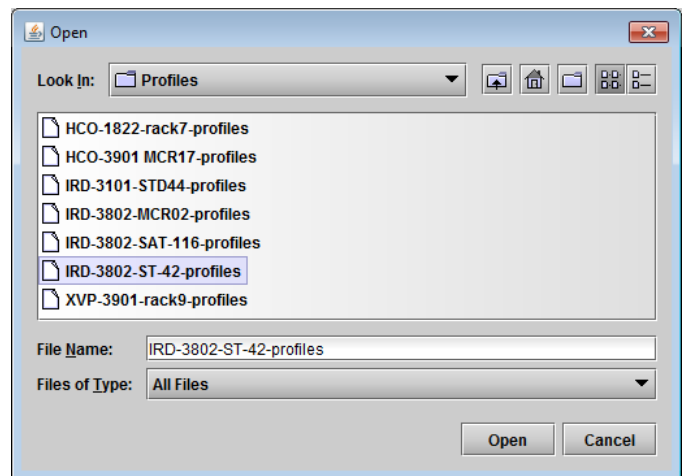 Open
Look In: Profiles
HCO-1822-rack7-profiles
HCO-3901 MCR17-profiles
IRD-3101-STD44-profiles
IRD-3802-MCR02-profiles
IRD-3802-SAT-116-profiles
IRD-3802-ST-42-profiles
XVP-3901-rack9-profiles
File Name: IRD-3802-ST-42-profiles
Files of Type: All Files
Open Cancel